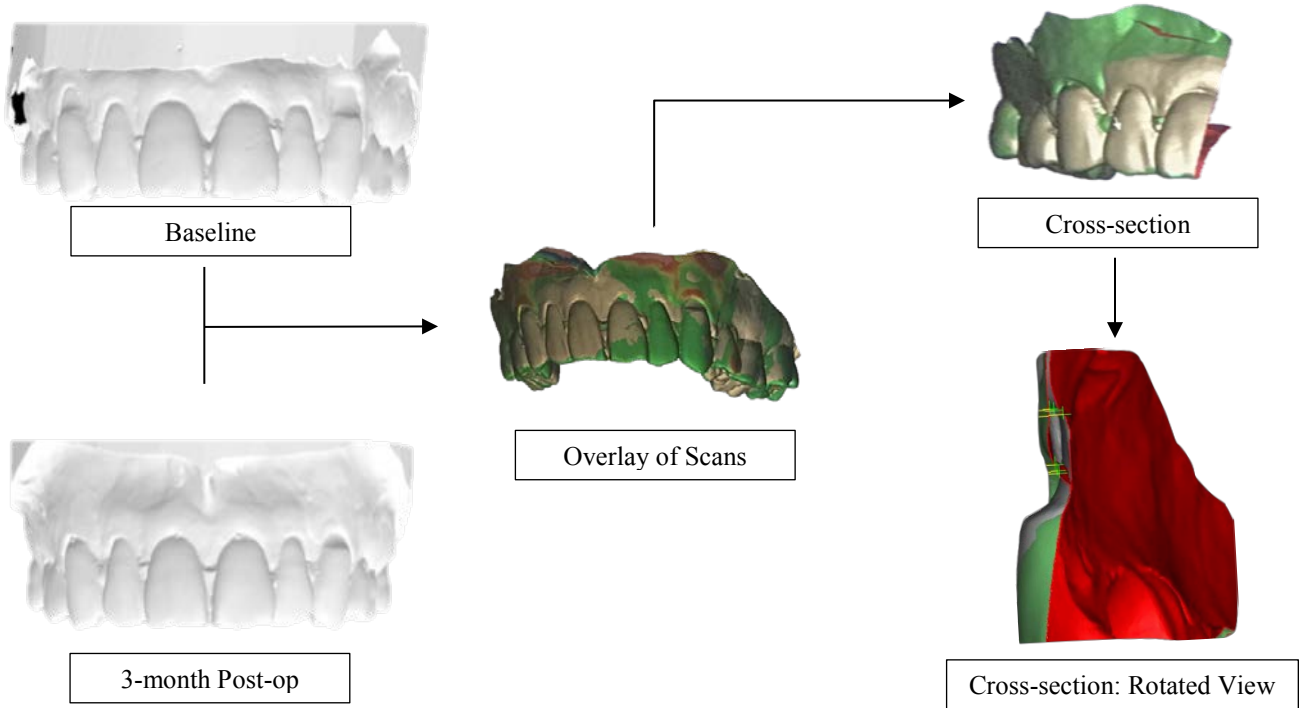 Baseline
Cross-section
Overlay of Scans
3-month Post-op
Cross-section: Rotated View